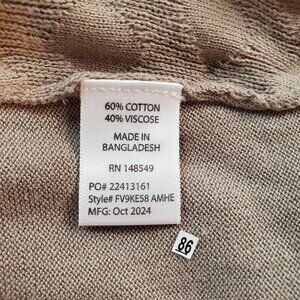 60% COTTON
40% VISCOSE
MADE IN
BANGLADESH
RN 148549
PO# 22413161
Style# FV9KE58 AMHE
MFG: Oct 2024
86